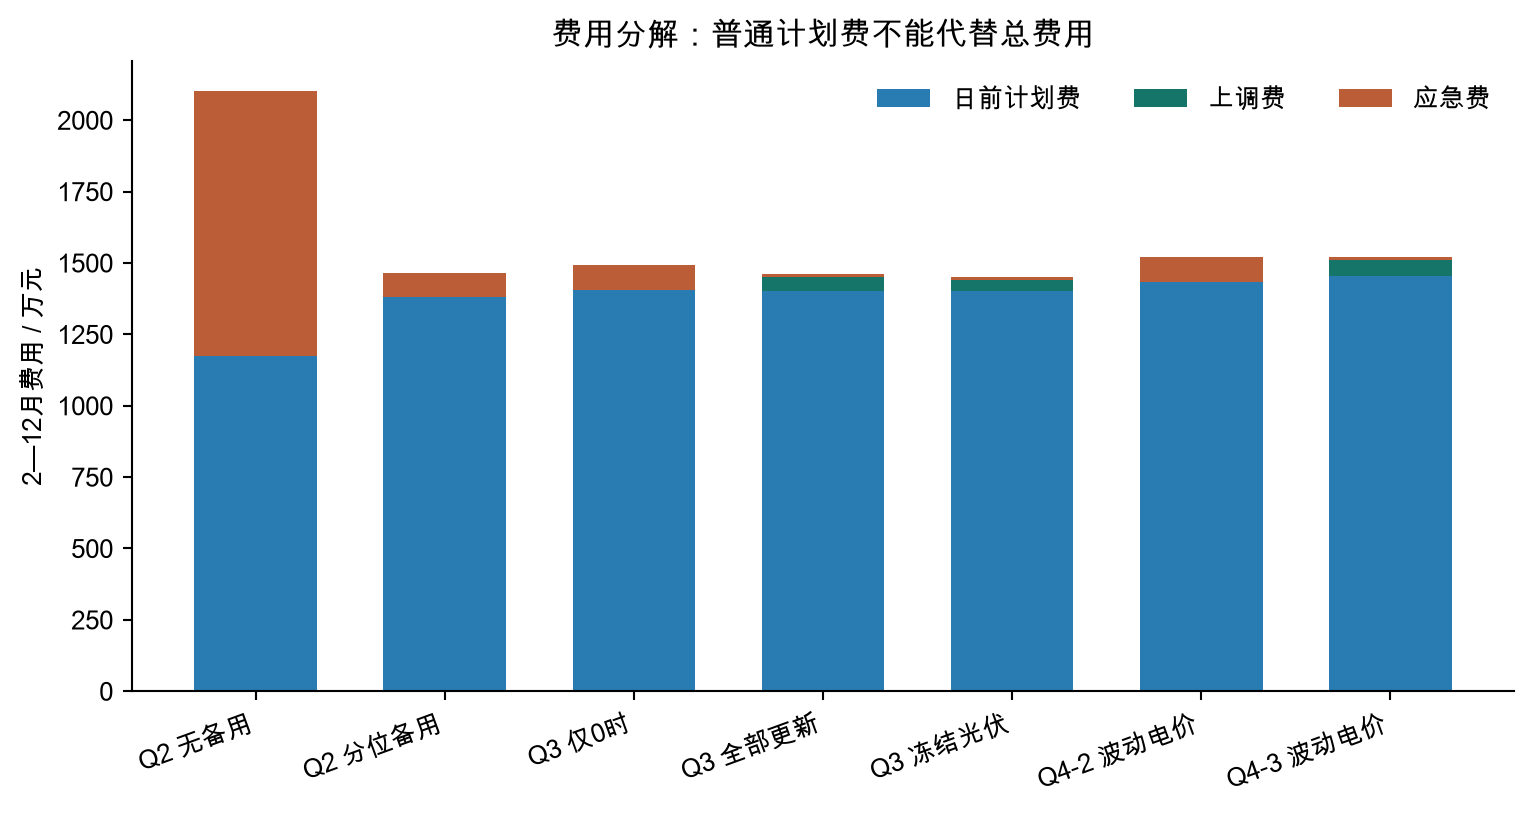 费用分解：普通计划费不能代替总费用
日前计划费
上调费
应急费
2—12月费用 / 万元
2000
1750
1500
1250
1000
750
500
250
0
Q2 无备用
Q2 分位备用
Q3 仅0时
Q3 全部更新
Q3 冻结光伏
Q4-2 波动电价
Q4-3 波动电价